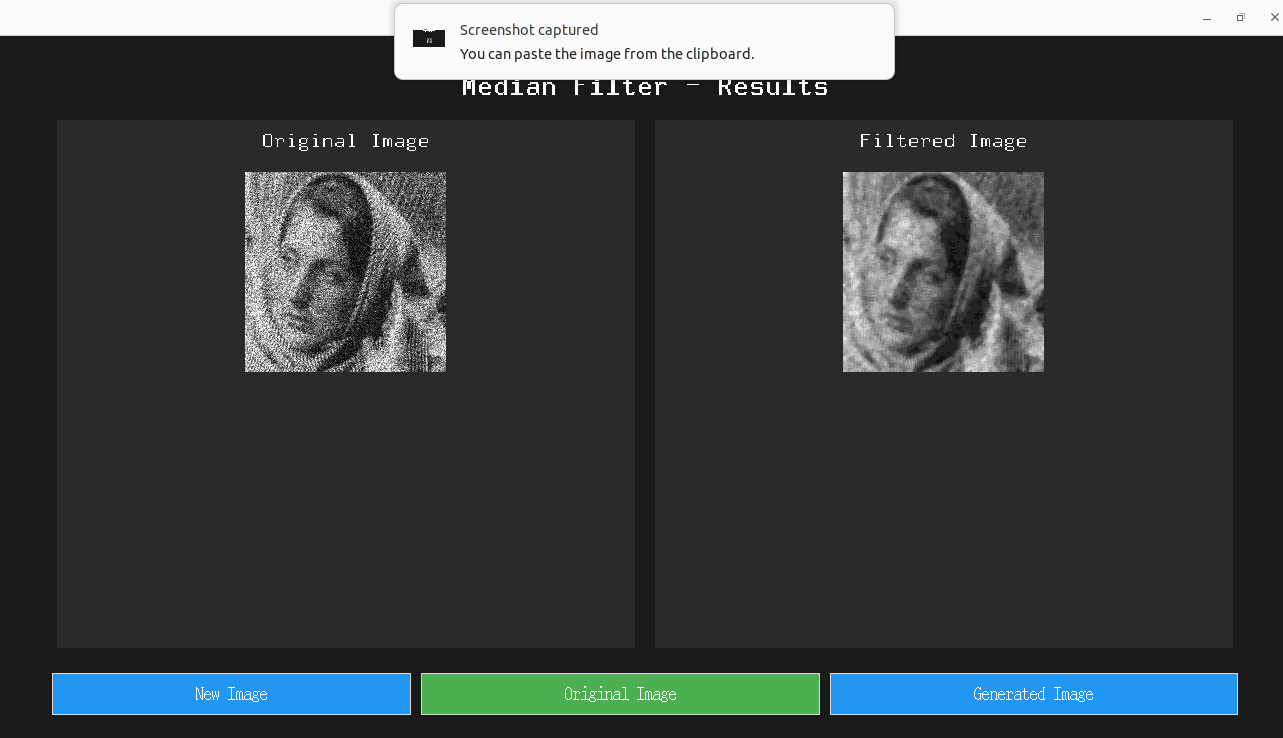 Screenshot captured
You can paste the image from the clipboard.
Median Filter - Results
Original Image
Filtered Image
New Image
Original Image
Generated Image